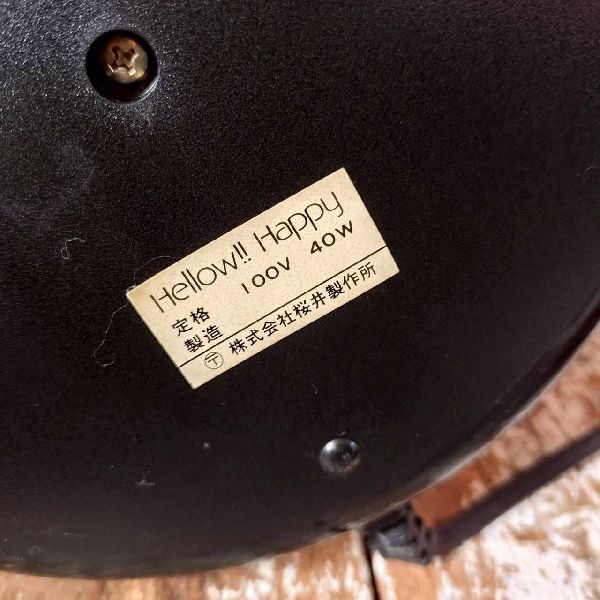 Hellow!! Happy
定格 100V 40W
製造 〶 株式会社桜井製作所